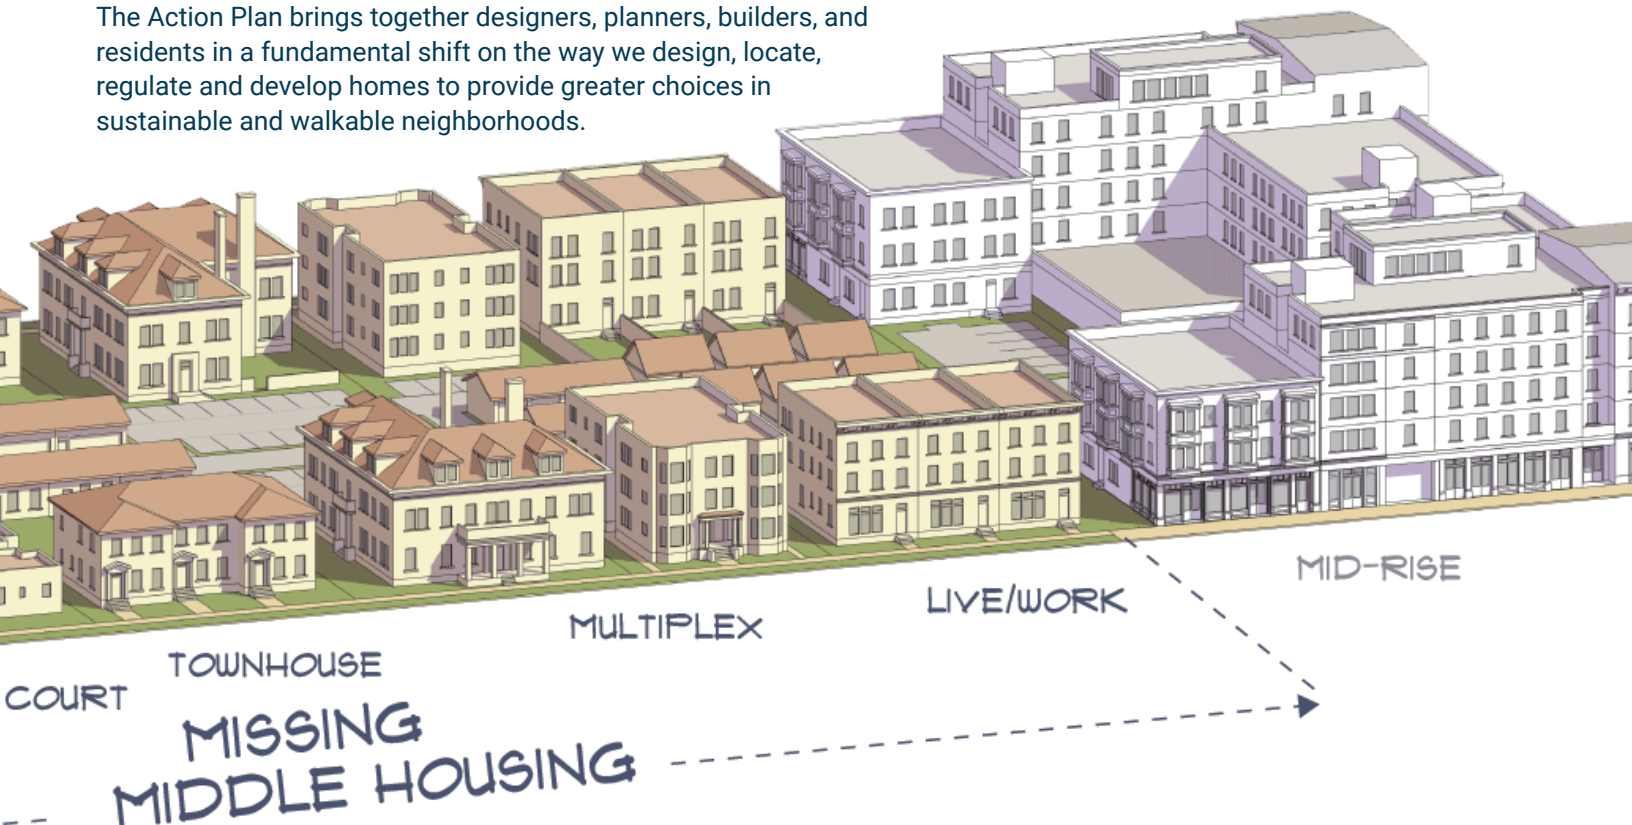 The Action Plan brings together designers, planners, builders, and
residents in a fundamental shift on the way we design, locate,
regulate and develop homes to provide greater choices in
sustainable and walkable neighborhoods.
MID-RISE
LIVE/WORK
MULTIPLEX
TOWNHOUSE
COURT
MISSING
MIDDLE HOUSING